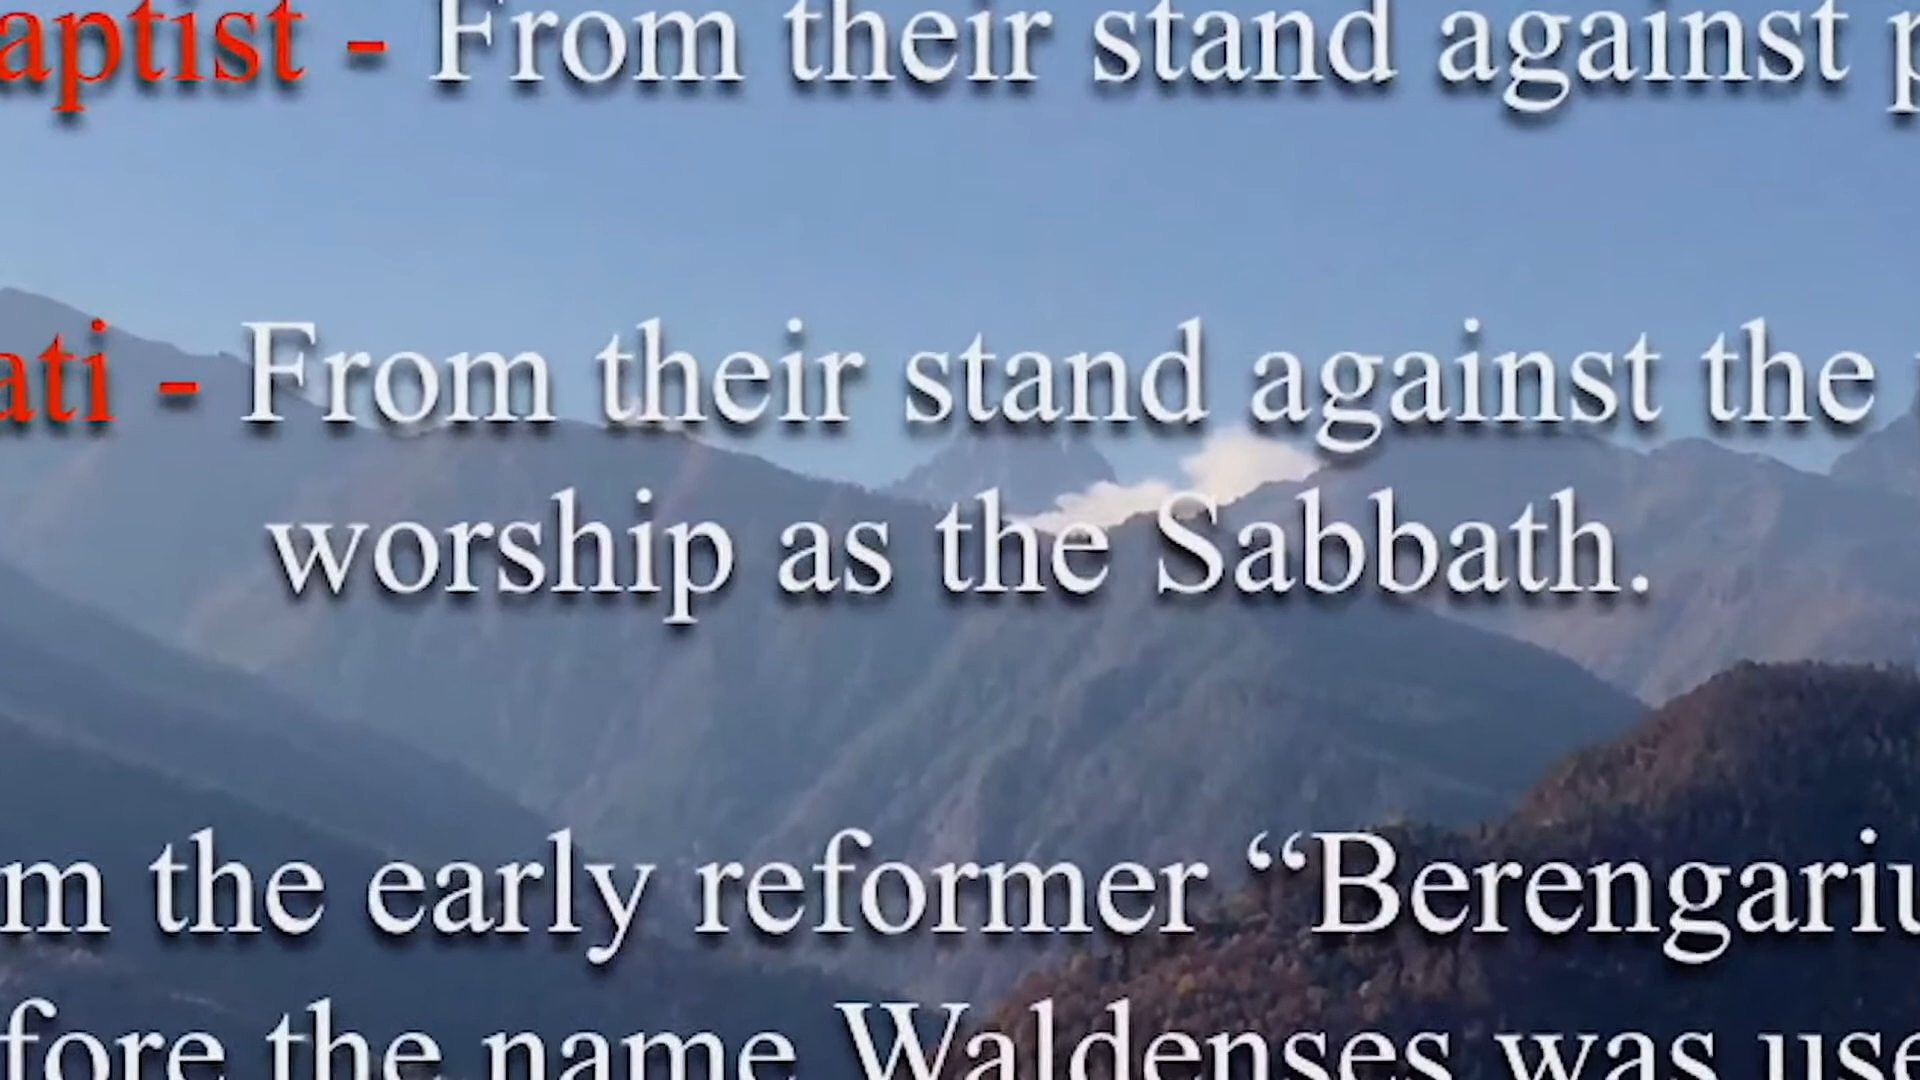 aptist - From their stand against p
ati - From their stand against the
worship as the Sabbath.
m the early reformer “Berengariu
fore the name Waldenses was use